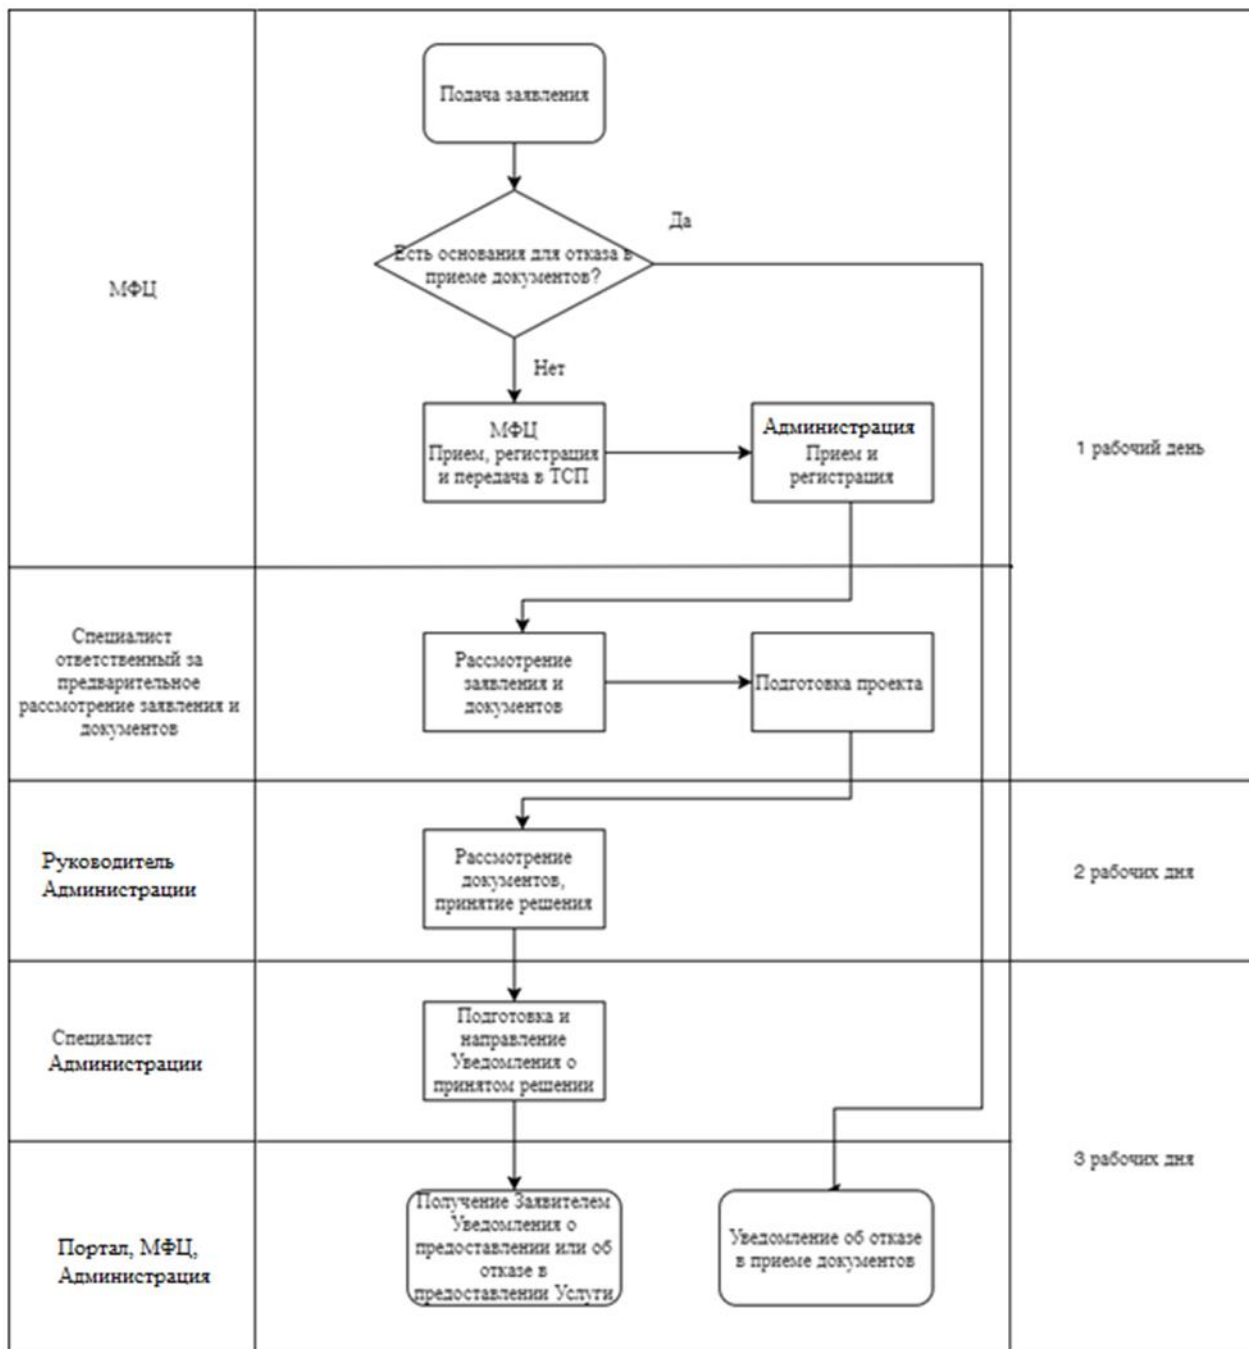 Подача заявления
Да
Есть основания для отказа в
приеме документов?
МФЦ
Нет
МФЦ
Прием, регистрация
и передача в ТСП
Администрация
Прием и
регистрация
1 рабочий день
Специалист
ответственный за
предварительное
рассмотрение заявления и
документов
Рассмотрение
заявления и
документов
Подготовка проекта
Руководитель
Администрации
Рассмотрение
документов,
принятие решения
2 рабочих дня
Специалист
Администрации
Подготовка и
направление
Уведомления о
принятом решении
3 рабочих дня
Портал, МФЦ,
Администрация
Получение Заявителем
Уведомления о
предоставлении или об
отказе в
предоставлении Услуги
Уведомление об отказе
в приеме документов